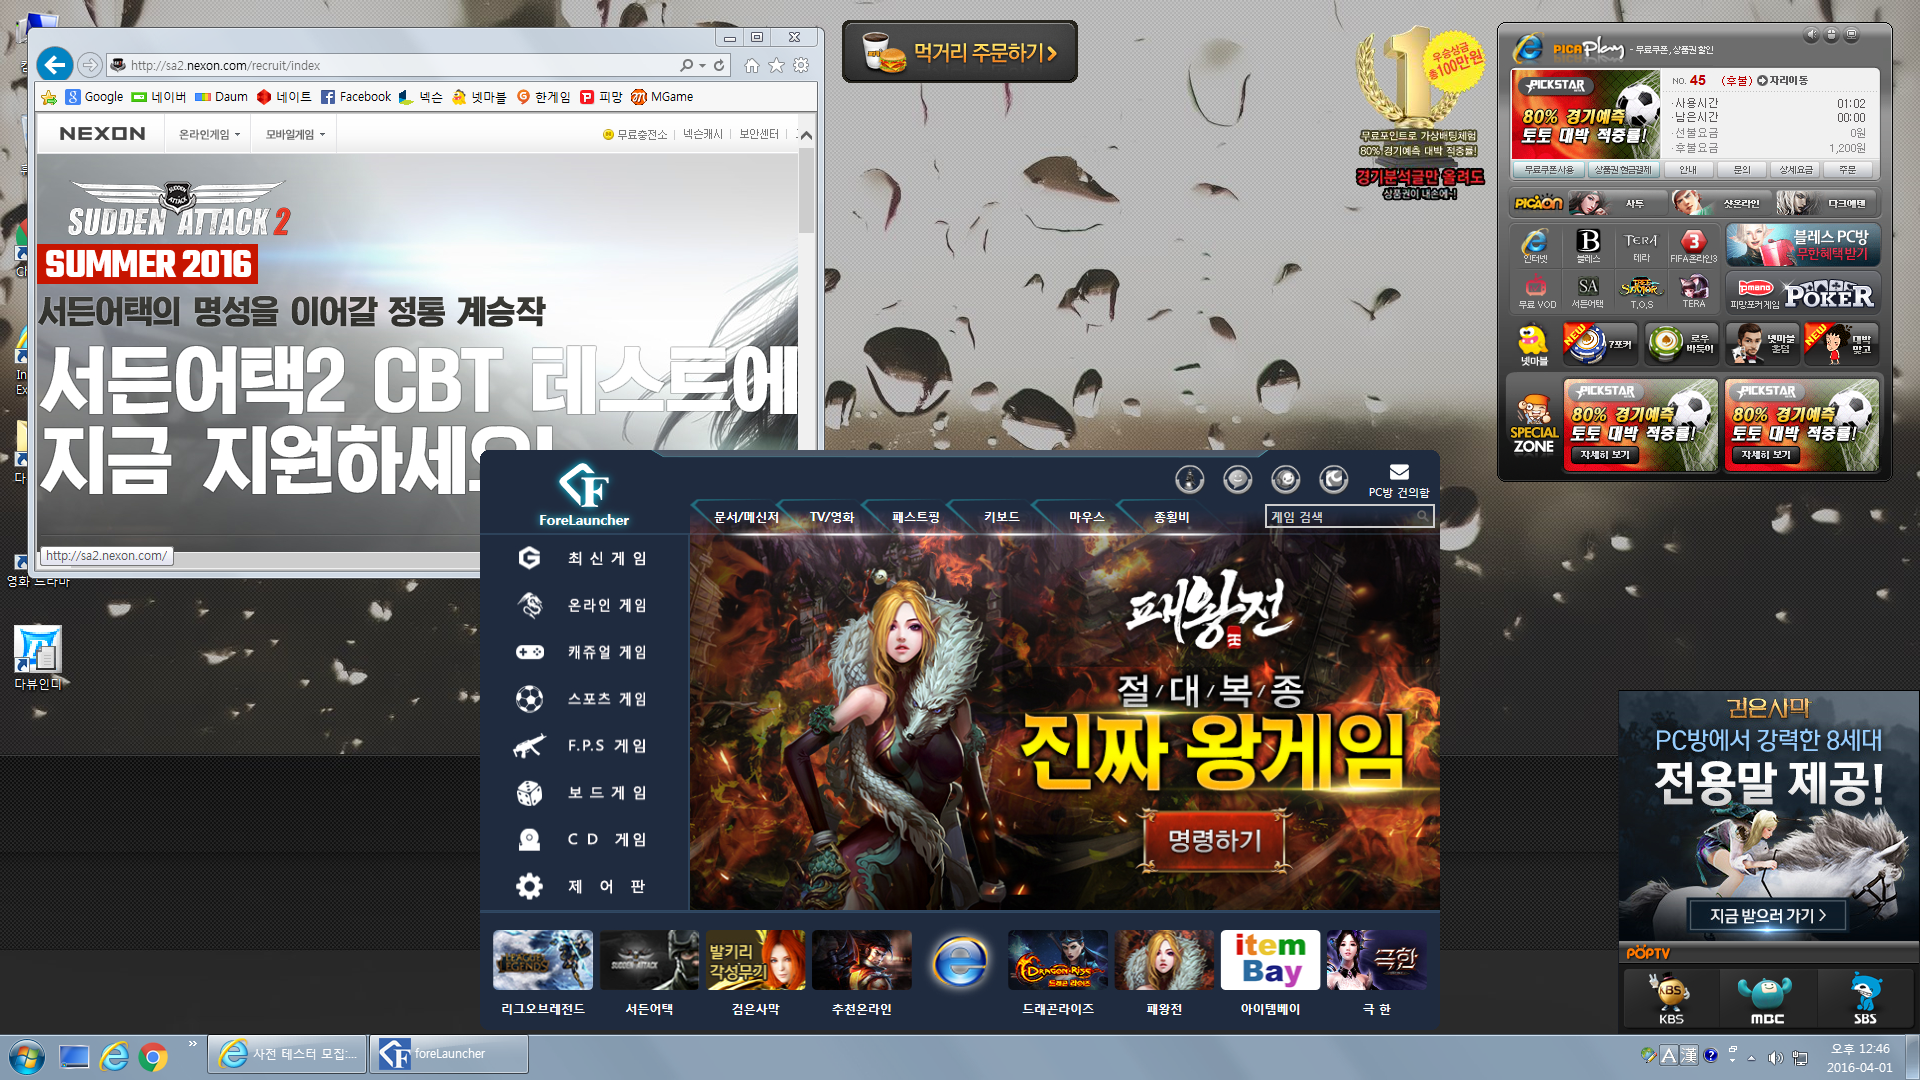 http://sa2.nexon.com/recruit/index
Google 네이버 Daum 네이트 Facebook 넥슨 넷마블 한게임 피망 MGame
NEXON 온라인게임 모바일게임 무료충전소 넥슨캐시 보안센터
SUDDEN ATTACK 2
SUMMER 2016
서든어택의 명성을 이어갈 정통 계승작
서든어택2 CBT 테스트에
지금 지원하세요!
http://sa2.nexon.com/
영화 드라마
다뷰인디
먹거리 주문하기
우승상금
총100만원
1
무료포인트로 가상배팅체험
80% 경기예측 대박 적중률!
경기분석글만 올려도
상품권이 내손에~!
PICAPlay - 무료쿠폰, 상품권 할인
PICKSTAR
80% 경기예측
토토 대박 적중률!
NO. 45 (후불) 자리이동
·사용시간 01:02
·남은시간 00:00
·선불요금 0원
·후불요금 1,200원
무료쿠폰 사용 상품권 현금결제 안내 문의 상세요금 주문
PICAON 사투 샷온라인 다크에덴
인터넷 블레스 테라 FIFA온라인3
블레스 PC방
무한혜택받기
무료 VOD 서든어택 T.O.S TERA
pmang
피망포커게임 POKER
넷마블 NEW 7포커 로우바둑이 넷마블홀덤 NEW 대박맞고
SPECIAL
ZONE
PICKSTAR
80% 경기예측
토토 대박 적중률!
자세히 보기
PICKSTAR
80% 경기예측
토토 대박 적중률!
자세히 보기
ForeLauncher
PC방 건의함
문서/메신저 TV/영화 패스트핑 키보드 마우스 종횡비 게임 검색
최신게임
온라인 게임
캐쥬얼 게임
스포츠 게임
F.P.S 게임
보드게임
CD 게임
제어판
패왕전
절/대/복/종
진짜 왕게임
명령하기
LEAGUE of LEGENDS
SUDDEN ATTACK
발키리
각성무기
DRAGON RISE
드래곤 라이즈
item
Bay
극한
리그오브레전드 서든어택 검은사막 추천온라인 드래곤라이즈 패왕전 아이템베이 극 한
검은사막
PC방에서 강력한 8세대
전용말 제공!
지금 받으러 가기 >
POPTV
KBS
KBS MBC SBS
사전 테스터 모집:...
foreLauncher
A 漢
오후 12:46
2016-04-01